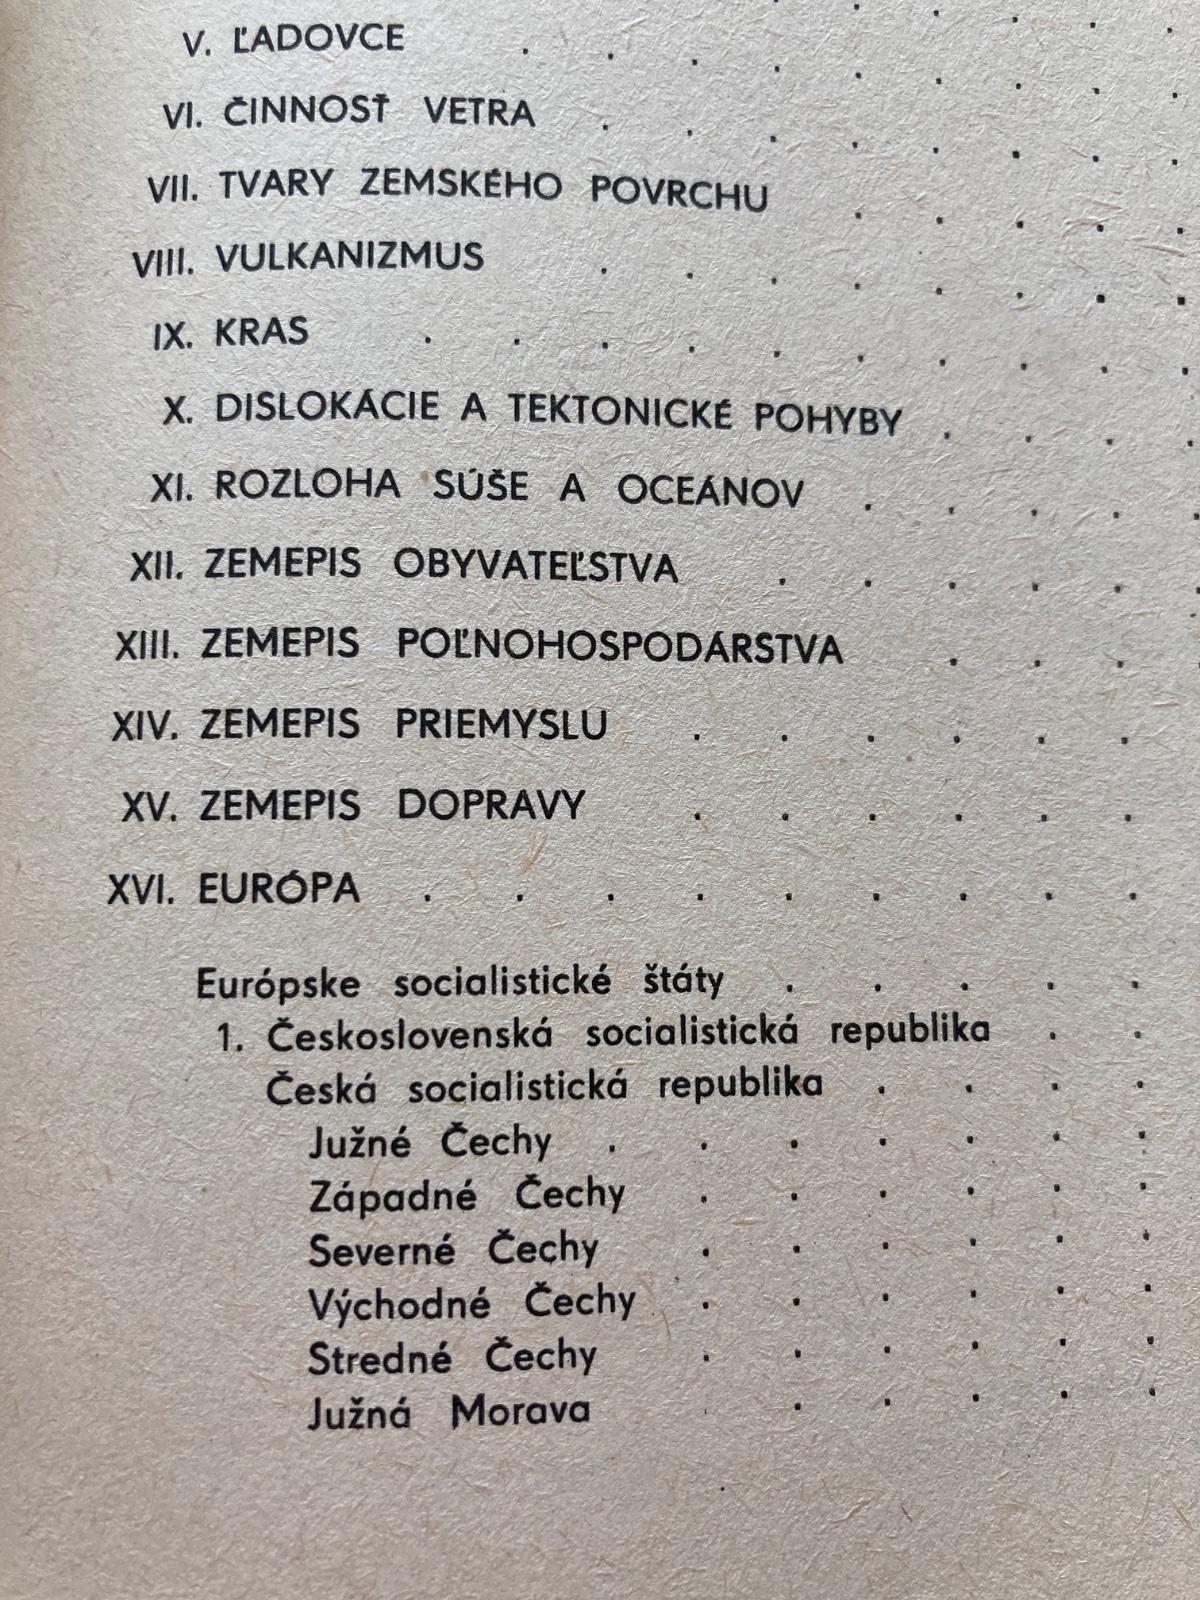 V. ĽADOVCE . . . . . . . .
VI. ČINNOSŤ VETRA . . . . . . . .
VII. TVARY ZEMSKÉHO POVRCHU . . . . .
VIII. VULKANIZMUS . . . . . . . .
IX. KRAS . . . . . . . . . .
X. DISLOKÁCIE A TEKTONICKÉ POHYBY . . . .
XI. ROZLOHA SÚŠE A OCEÁNOV . . . . .
XII. ZEMEPIS OBYVATEĽSTVA . . . . . .
XIII. ZEMEPIS POĽNOHOSPODÁRSTVA . . . .
XIV. ZEMEPIS PRIEMYSLU . . . . . .
XV. ZEMEPIS DOPRAVY . . . . . .
XVI. EURÓPA . . . . . . . . .
Európske socialistické štáty . . . . .
1. Československá socialistická republika . .
Česká socialistická republika . . . .
Južné Čechy . . . . . . .
Západné Čechy . . . . . .
Severné Čechy . . . . . .
Východné Čechy . . . . . .
Stredné Čechy . . . . . .
Južná Morava . . . . .